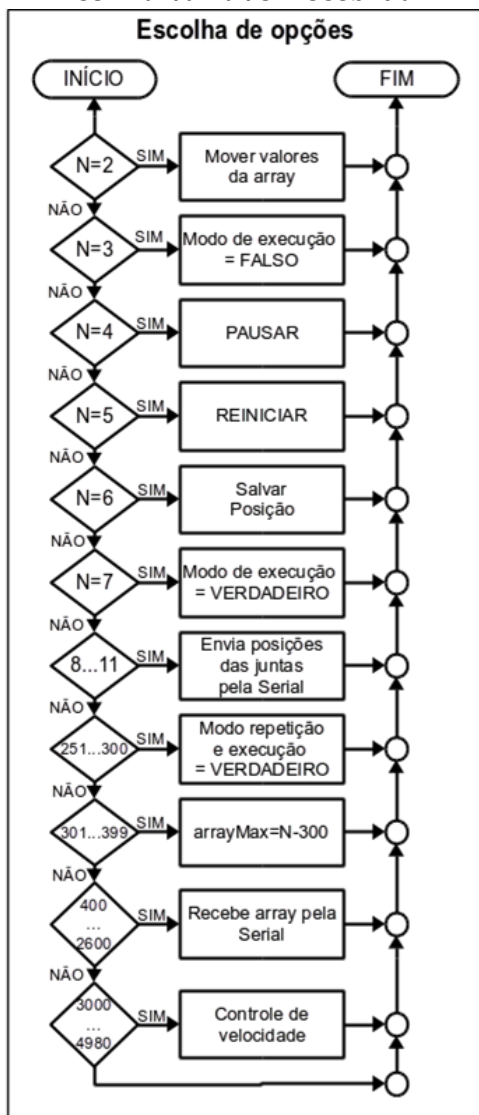 Escolha de opções
INÍCIO
FIM
N=2
SIM
Mover valores
da array
NÃO
N=3
SIM
Modo de execução
= FALSO
NÃO
N=4
SIM
PAUSAR
NÃO
N=5
SIM
REINICIAR
NÃO
N=6
SIM
Salvar
Posição
NÃO
N=7
SIM
Modo de execução
= VERDADEIRO
NÃO
8...11
SIM
Envia posições
das juntas
pela Serial
NÃO
251...300
SIM
Modo repetição
e execução
= VERDADEIRO
NÃO
301...399
SIM
arrayMax=N-300
NÃO
400
...
2600
SIM
Recebe array pela
Serial
NÃO
3000
...
4980
SIM
Controle de
velocidade